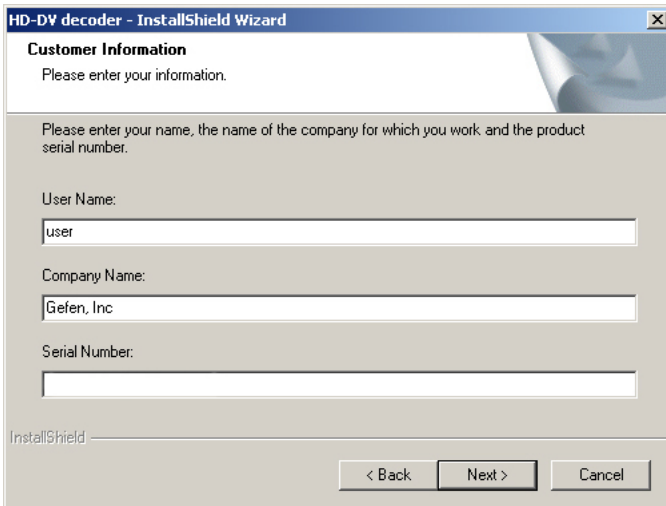 HD-DV decoder - InstallShield Wizard
Customer Information
Please enter your information.
Please enter your name, the name of the company for which you work and the product
serial number.
User Name:
user
Company Name:
Gefen, Inc
Serial Number:
InstallShield
< Back Next > Cancel